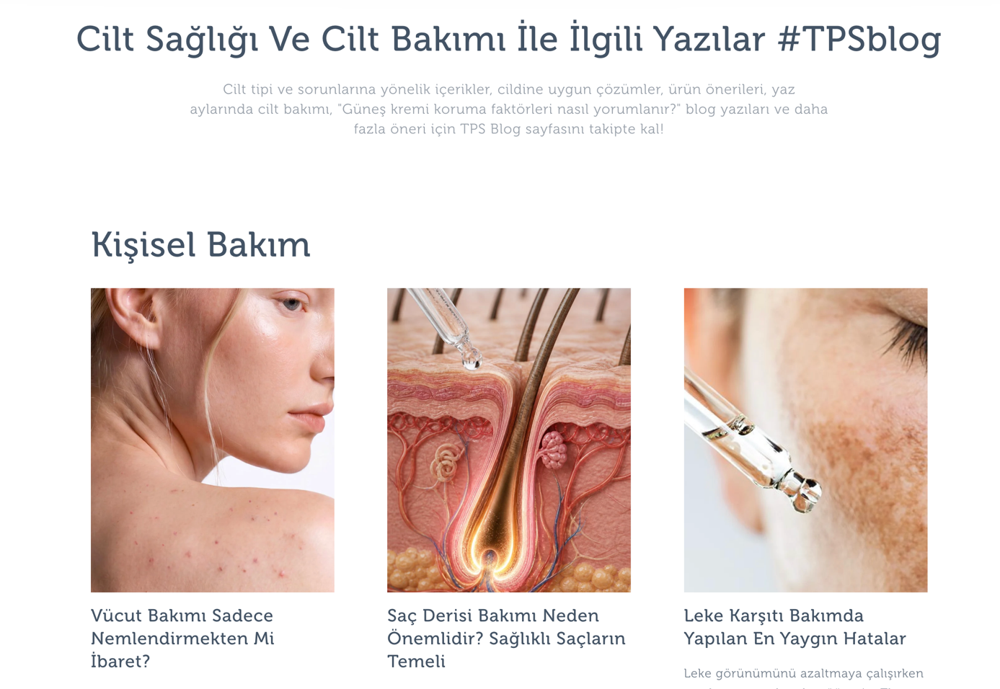 Cilt Sağlığı Ve Cilt Bakımı İle İlgili Yazılar #TPSblog
Cilt tipi ve sorunlarına yönelik içerikler, cildine uygun çözümler, ürün önerileri, yaz
aylarında cilt bakımı, "Güneş kremi koruma faktörleri nasıl yorumlanır?" blog yazıları ve daha
fazla öneri için TPS Blog sayfasını takipte kal!
Kişisel Bakım
Vücut Bakımı Sadece
Nemlendirmekten Mi
İbaret?
Saç Derisi Bakımı Neden
Önemlidir? Sağlıklı Saçların
Temeli
Leke Karşıtı Bakımda
Yapılan En Yaygın Hatalar
Leke görünümünü azaltmaya çalışırken